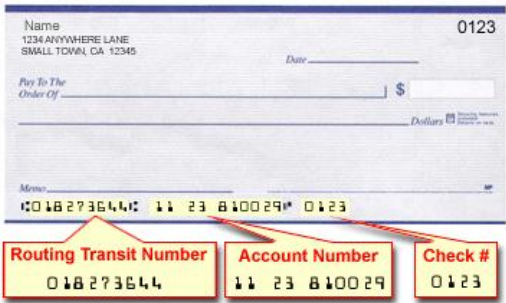 Name
0123
1234 ANYWHERE LANE
SMALL TOWN, CA 12345
Date
Pay To The
Order Of
$
Dollars
Memo
MP
⑆018273644⑆ 11 23 810029⑈ 0123
Routing Transit Number
018273644
Account Number
11 23 810029
Check #
0123